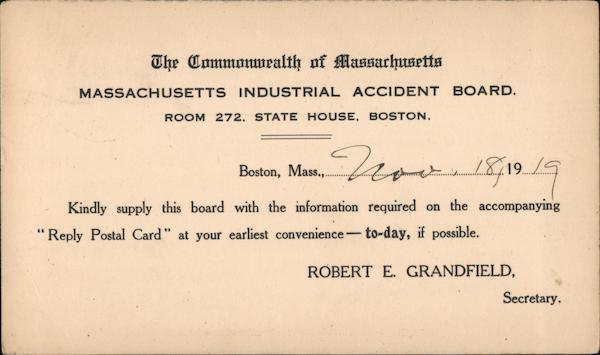 The Commonwealth of Massachusetts
MASSACHUSETTS INDUSTRIAL ACCIDENT BOARD.
ROOM 272, STATE HOUSE, BOSTON.
Boston, Mass., Nov. 18, 1919
Kindly supply this board with the information required on the accompanying
"Reply Postal Card" at your earliest convenience — to-day, if possible.
ROBERT E. GRANDFIELD,
Secretary.